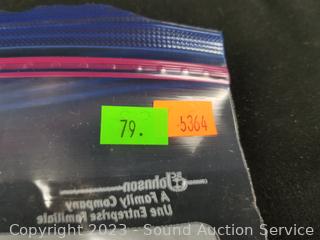 79.
5364
Johnson
A Family Company
Une Entreprise Familiale
Copyright 2023 - Sound Auction Service